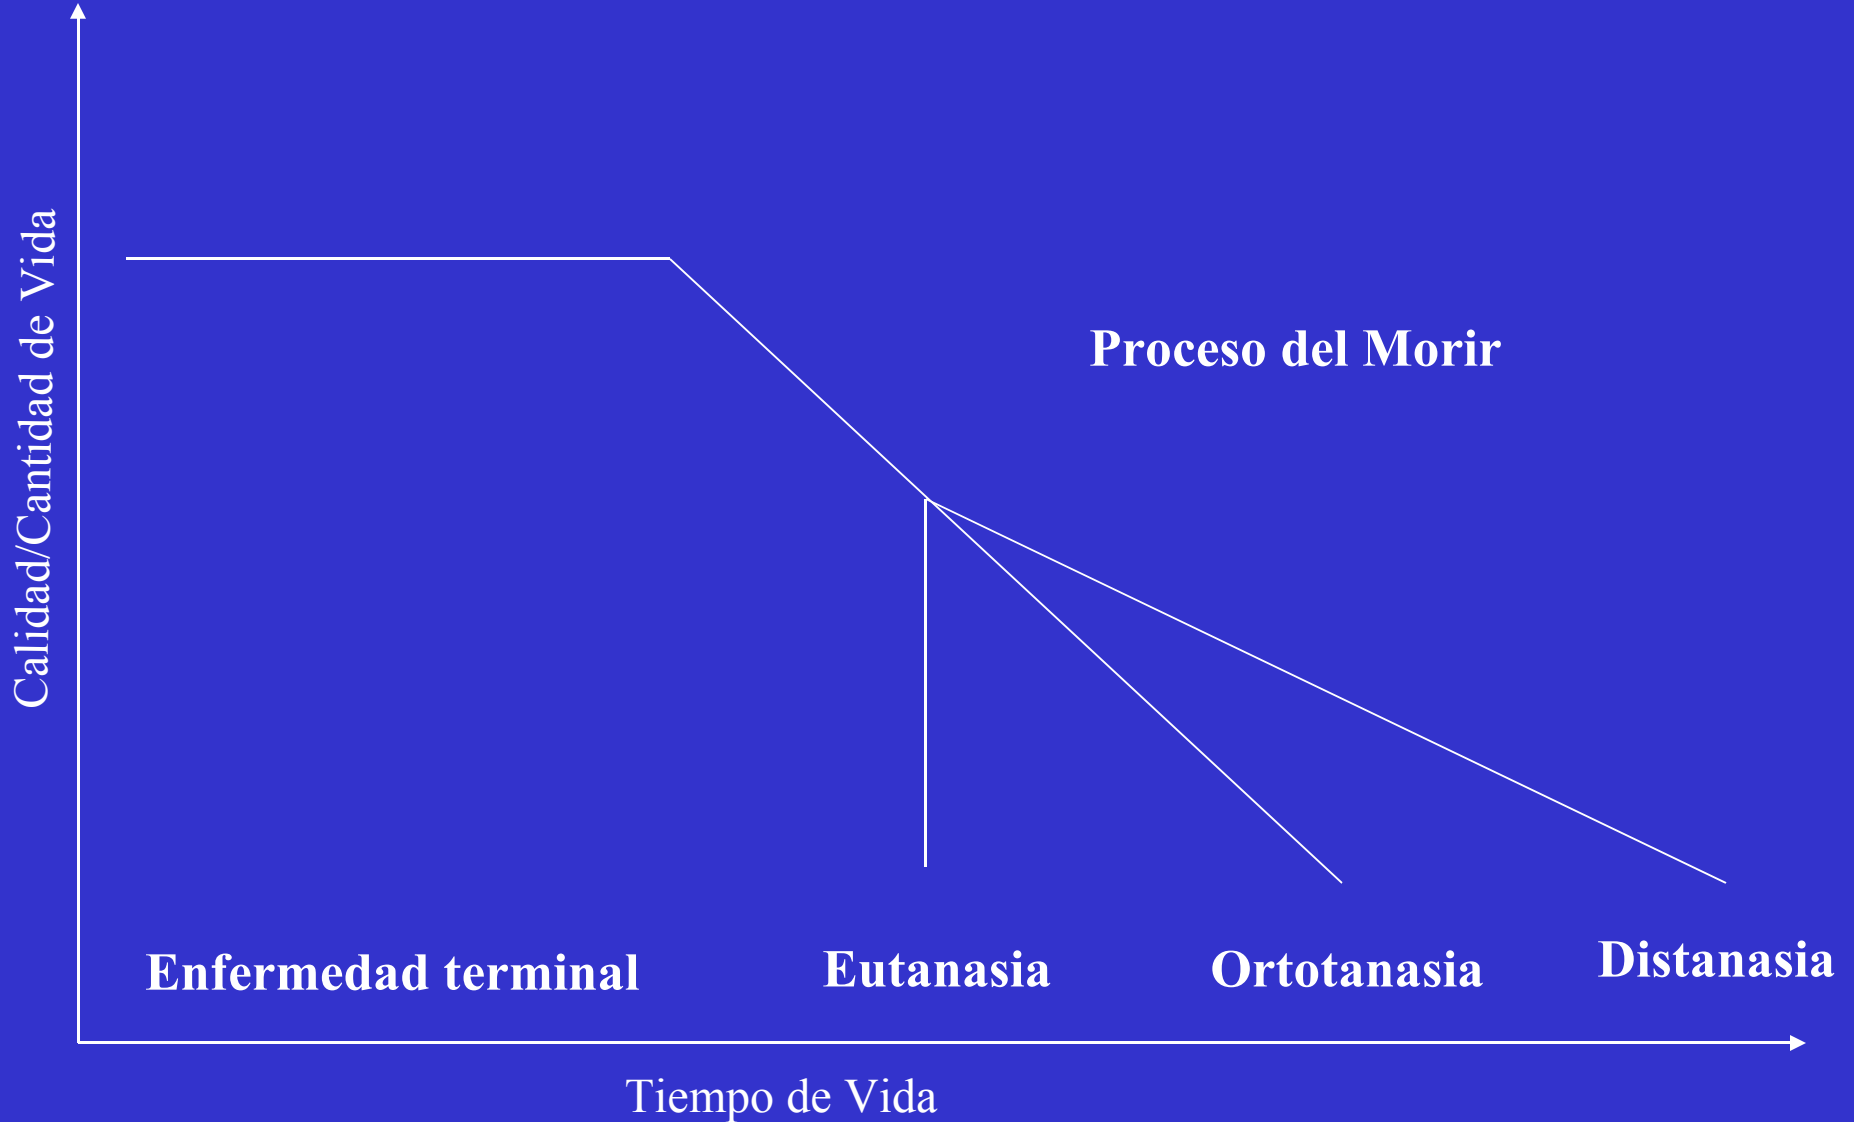 Calidad/Cantidad de Vida
Proceso del Morir
Enfermedad terminal
Eutanasia
Ortotanasia
Distanasia
Tiempo de Vida